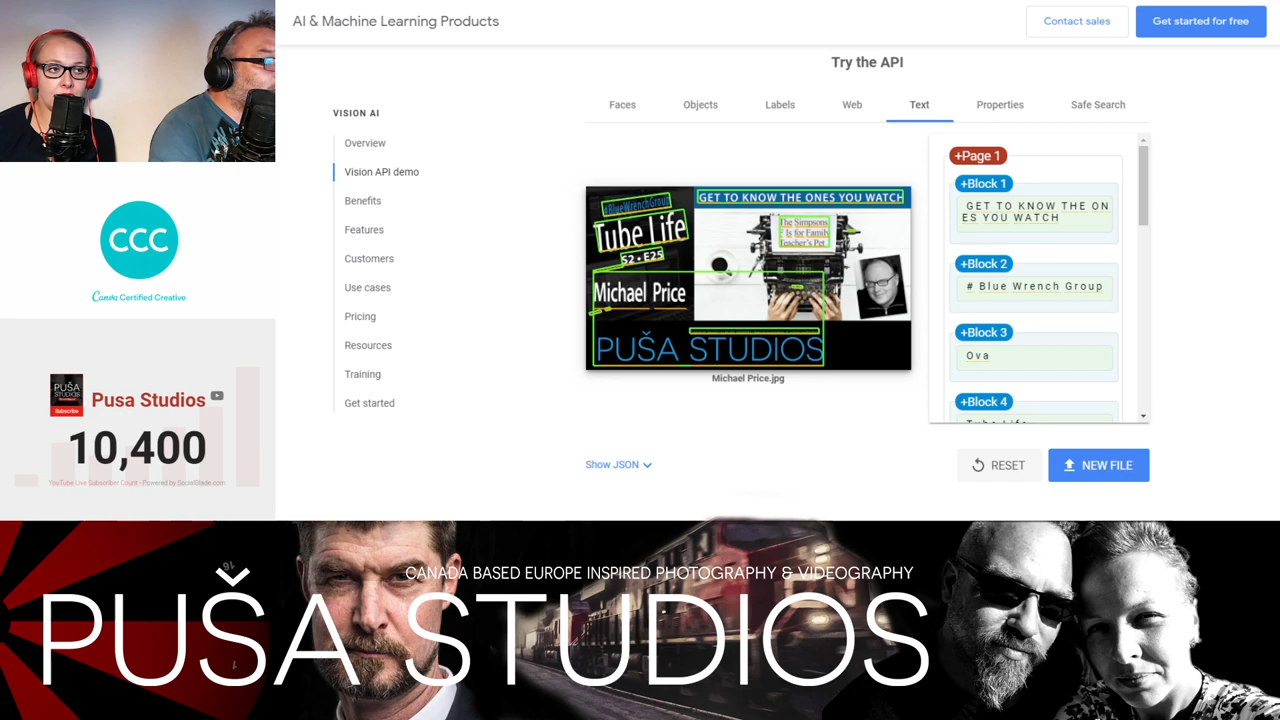 AI & Machine Learning Products
Contact sales
Get started for free
Try the API
VISION AI
Overview
Vision API demo
Benefits
Features
Customers
Use cases
Pricing
Resources
Training
Get started
Faces
Objects
Labels
Web
Text
Properties
Safe Search
#BlueWrenchGroup
Tube Life
S2 • E25
Michael Price
GET TO KNOW THE ONES YOU WATCH
The Simpsons
Is for Family
Teacher's Pet
PUŠA STUDIOS
Michael Price.jpg
+Page 1
+Block 1
GET TO KNOW THE ON
ES YOU WATCH
+Block 2
# Blue Wrench Group
+Block 3
Ova
+Block 4
Tube Life
Show JSON
RESET
NEW FILE
CCC
Canva Certified Creative
PUŠA
STUDIOS
Subscribe
Pusa Studios
10,400
YouTube Live Subscriber Count - Powered by SocialBlade.com
CANADA BASED EUROPE INSPIRED PHOTOGRAPHY & VIDEOGRAPHY
PUŠA STUDIOS
16
1